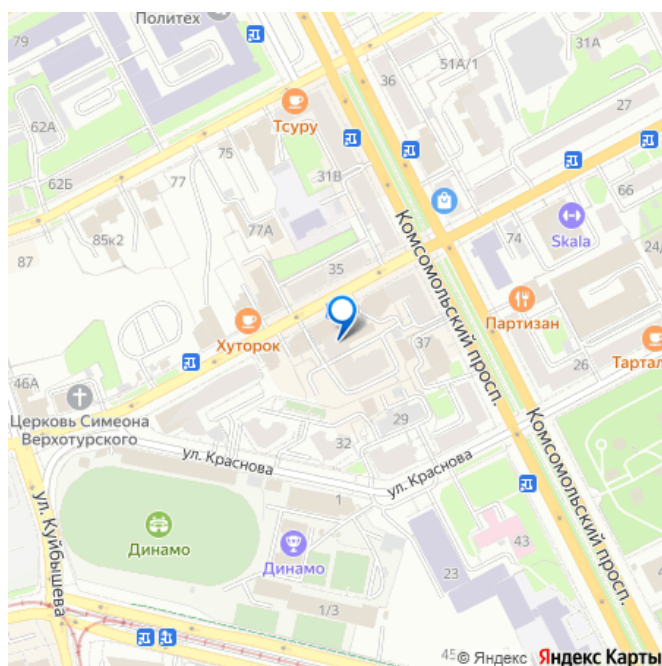 Политех
79
36
51А/1
31А
27
62А
Тсуру
75
31В
62Б
77
66
77А
74
Skala
85к2
87
35
24/
Комсомольский просп.
Партизан
Хуторок
37
46А
26
Тартал
Церковь Симеона
Верхотурского
29
32
ул. Краснова
ул. Краснова
Комсомольский просп.
1
ул. Куйбышева
Динамо
Динамо
43
23
1/3
45
© Яндекс Яндекс Карты